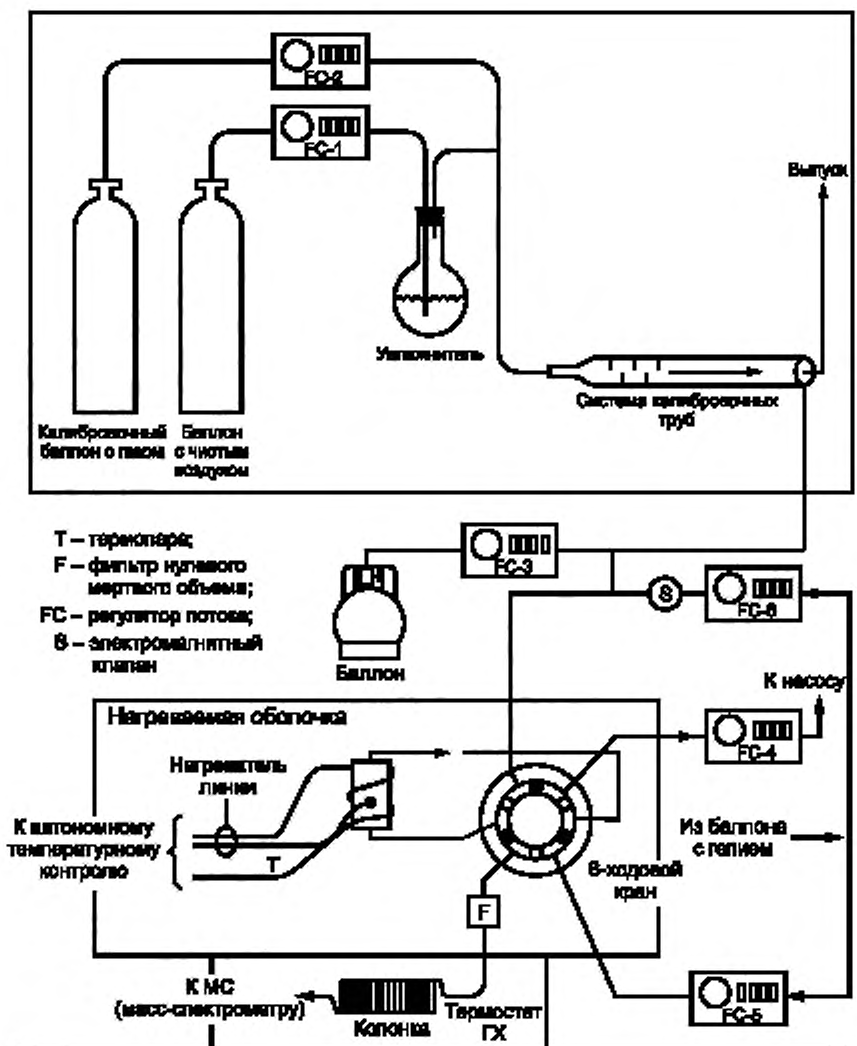 FC-2
FC-1
Выпуск
Увлажнитель
Система калибровочных
труб
Калибровочный
баллон с газом
Баллон
с чистым
воздухом
T – термопара;
F – фильтр нулевого
мертвого объема;
FC – регулятор потока;
S – электромагнитный
клапан
FC-3
Баллон
S
FC-6
К насосу
FC-4
Нагреваемая оболочка
Нагреватель
линии
К автономному
температурному
контролю
T
Из баллона
с гелием
6-ходовой
кран
F
К МС
(масс-спектрометру)
Колонка
Термостат
ГХ
FC-5